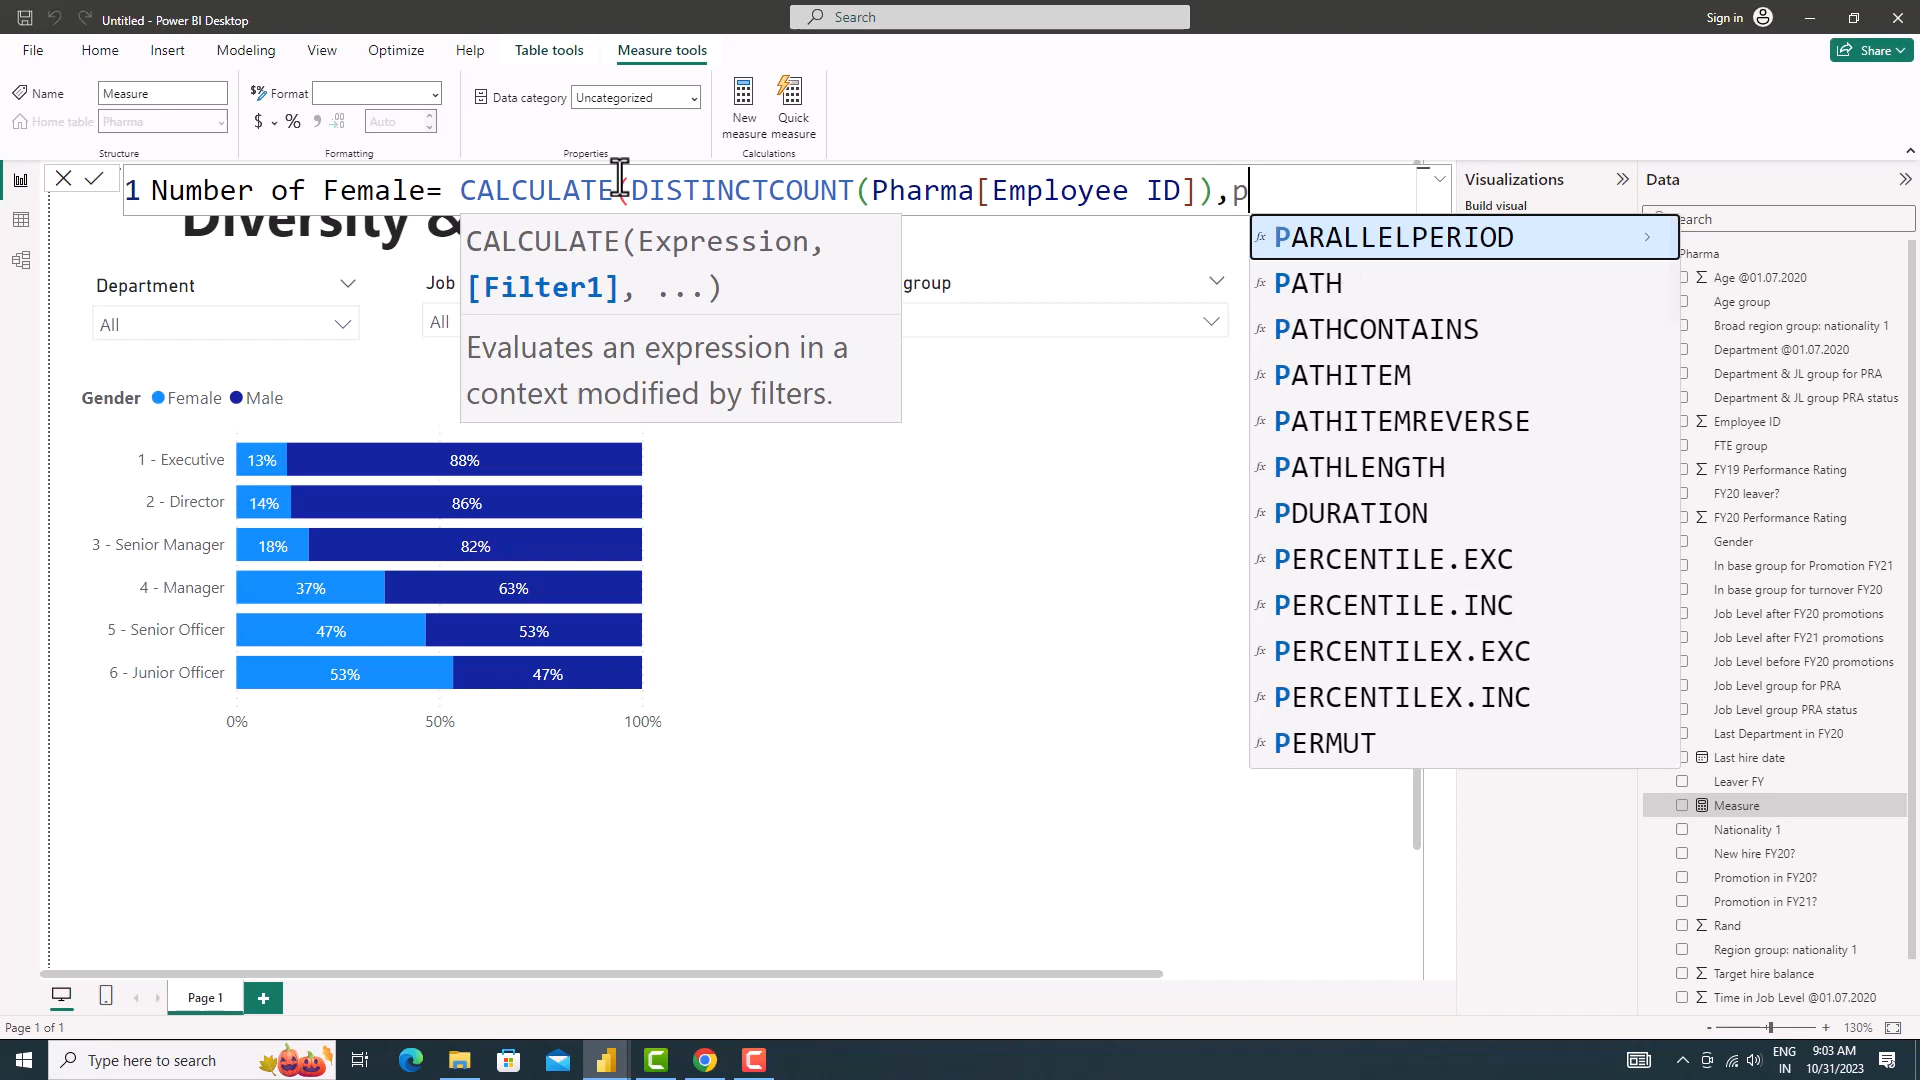 Untitled - Power BI Desktop
Search
Sign in
File
Home
Insert
Modeling
View
Optimize
Help
Table tools
Measure tools
Share
Name
Measure
Home table
Pharma
Structure
Format
$
%
Auto
Formatting
Data category
Uncategorized
Properties
New measure
Quick measure
Calculations
1 Number of Female= CALCULATE(DISTINCTCOUNT(Pharma[Employee ID]),p
CALCULATE(Expression,
[Filter1], ...)
Evaluates an expression in a
context modified by filters.
PARALLELPERIOD
PATH
PATHCONTAINS
PATHITEM
PATHITEMREVERSE
PATHLENGTH
PDURATION
PERCENTILE.EXC
PERCENTILE.INC
PERCENTILEX.EXC
PERCENTILEX.INC
PERMUT
Diversity &
Department
All
Job
All
group
Gender
Female
Male
1 - Executive
13%
88%
2 - Director
14%
86%
3 - Senior Manager
18%
82%
4 - Manager
37%
63%
5 - Senior Officer
47%
53%
6 - Junior Officer
53%
47%
0%
50%
100%
Visualizations
Build visual
Data
earch
Pharma
Age @01.07.2020
Age group
Broad region group: nationality 1
Department @01.07.2020
Department & JL group for PRA
Department & JL group PRA status
Employee ID
FTE group
FY19 Performance Rating
FY20 leaver?
FY20 Performance Rating
Gender
In base group for Promotion FY21
In base group for turnover FY20
Job Level after FY20 promotions
Job Level after FY21 promotions
Job Level before FY20 promotions
Job Level group for PRA
Job Level group PRA status
Last Department in FY20
Last hire date
Leaver FY
Measure
Nationality 1
New hire FY20?
Promotion in FY20?
Promotion in FY21?
Rand
Region group: nationality 1
Target hire balance
Time in Job Level @01.07.2020
Page 1
Page 1 of 1
130%
Type here to search
ENG
IN
9:03 AM
10/31/2023